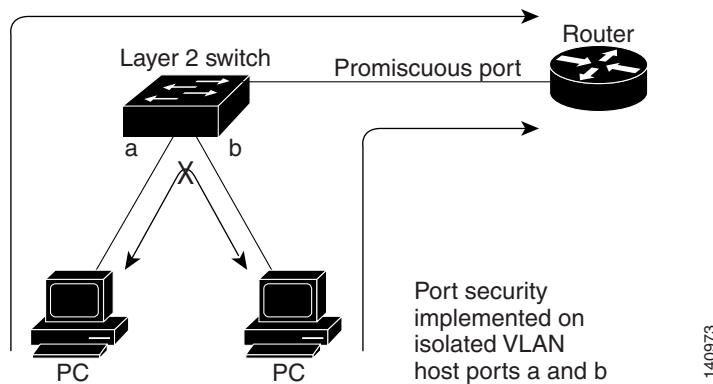 Router
Layer 2 switch
Promiscuous port
a
b
X
Port security
implemented on
isolated VLAN
host ports a and b
PC
PC
140973